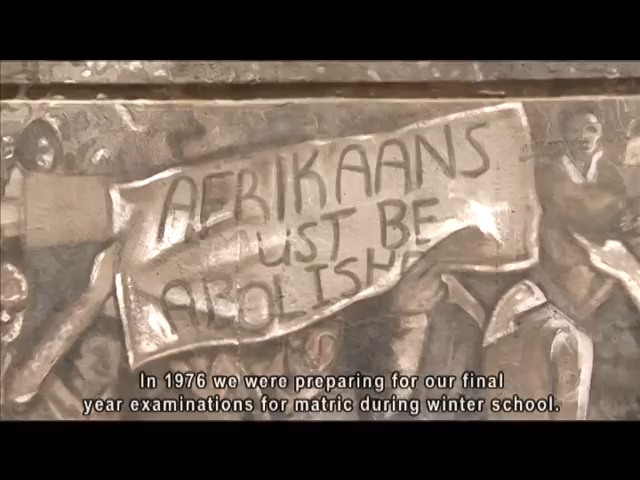 AFRIKAANS
MUST BE
ABOLISHE
In 1976 we were preparing for our final
year examinations for matric during winter school.